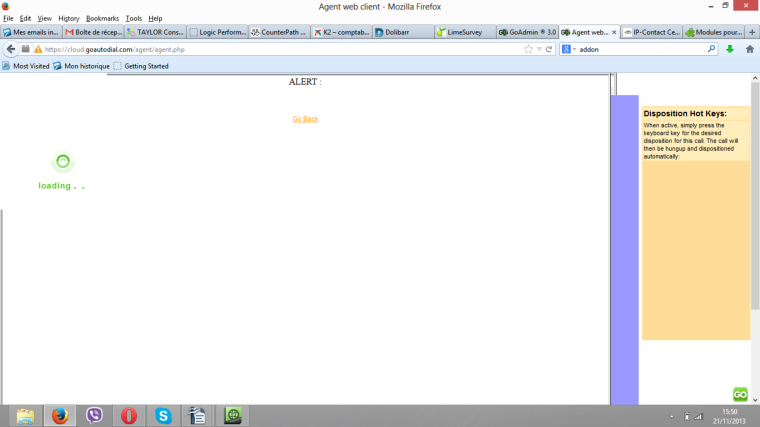 Agent web client - Mozilla Firefox
File Edit View History Bookmarks Tools Help
Mes emails in... Boîte de récep... TAYLOR Cons... Logic Perform... CounterPath ... K2 – comptab... Dolibarr LimeSurvey GoAdmin ® 3.0 Agent web... IP-Contact Ce... Modules pour...
https://cloud.goautodial.com/agent/agent.php addon
Most Visited Mon historique Getting Started
ALERT :
Go Back
loading . .
Disposition Hot Keys:
When active, simply press the
keyboard key for the desired
disposition for this call. The call will
then be hungup and dispositioned
automatically:
GO
15:50
21/11/2013